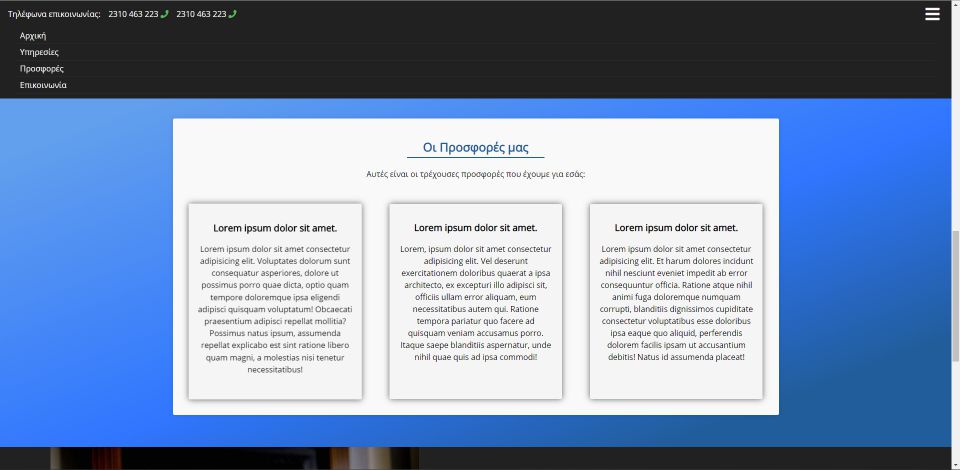 Τηλέφωνα επικοινωνίας: 2310 463 223 2310 463 223
Αρχική
Υπηρεσίες
Προσφορές
Επικοινωνία
Οι Προσφορές μας
Αυτές είναι οι τρέχουσες προσφορές που έχουμε για εσάς:
Lorem ipsum dolor sit amet.
Lorem ipsum dolor sit amet consectetur
adipisicing elit. Voluptates dolorum sunt
consequatur asperiores, dolore ut
possimus porro quae dicta, optio quam
tempore doloremque ipsa eligendi
adipisci quisquam voluptatum! Obcaecati
praesentium adipisci repellat mollitia?
Possimus natus ipsum, assumenda
repellat explicabo est sint ratione libero
quam magni, a molestias nisi tenetur
necessitatibus!
Lorem ipsum dolor sit amet.
Lorem, ipsum dolor sit amet consectetur
adipisicing elit. Vel deserunt
exercitationem doloribus quaerat a ipsa
architecto, ex excepturi illo adipisci sit,
officiis ullam error aliquam, eum
necessitatibus autem qui. Ratione
tempora pariatur quo facere ad
quisquam veniam accusamus porro.
Itaque saepe blanditiis aspernatur, unde
nihil quae quis ad ipsa commodi!
Lorem ipsum dolor sit amet.
Lorem ipsum dolor sit amet consectetur
adipisicing elit. Et harum dolores incidunt
nihil nesciunt eveniet impedit ab error
consequuntur officia. Ratione atque nihil
animi fuga doloremque numquam
corrupti, blanditiis dignissimos cupiditate
consectetur voluptatibus esse doloribus
ipsa eaque quo aliquid, perferendis
dolorem facilis ipsam ut accusantium
debitis! Natus id assumenda placeat!